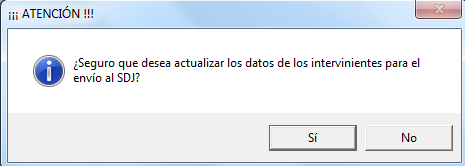 ¡¡¡ ATENCIÓN !!!
¿Seguro que desea actualizar los datos de los intervinientes para el
envío al SDJ?
Sí
No